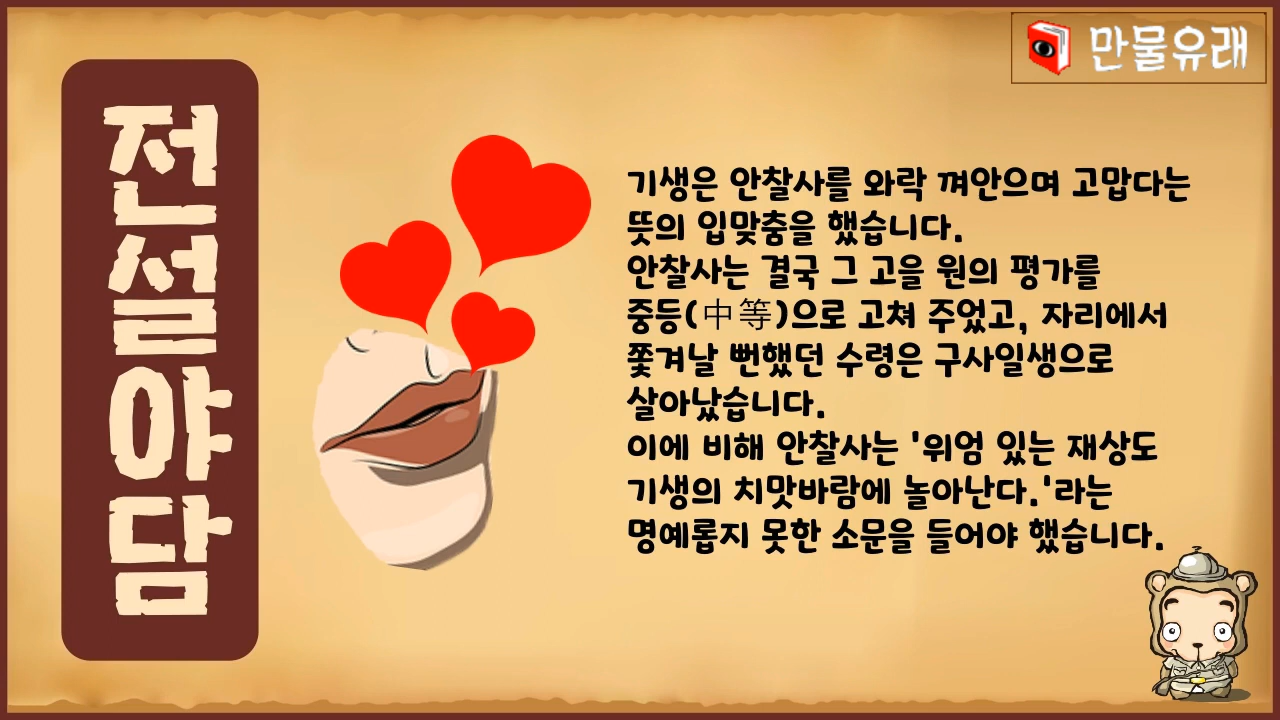 만물유래
전설야담
기생은 안찰사를 와락 껴안으며 고맙다는
뜻의 입맞춤을 했습니다.
안찰사는 결국 그 고을 원의 평가를
중등(中等)으로 고쳐 주었고, 자리에서
쫓겨날 뻔했던 수령은 구사일생으로
살아났습니다.
이에 비해 안찰사는 '위엄 있는 재상도
기생의 치맛바람에 놀아난다.'라는
명예롭지 못한 소문을 들어야 했습니다.